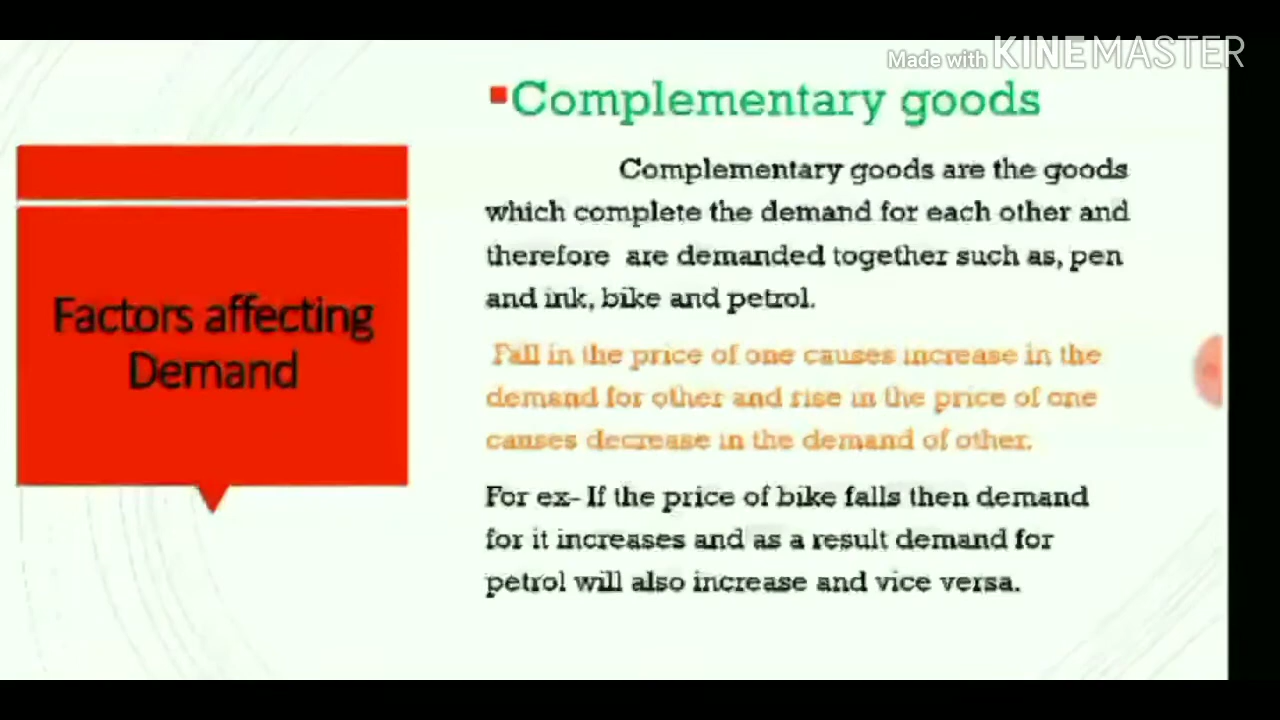 Made with KINEMASTER
Complementary goods
Complementary goods are the goods
which complete the demand for each other and
therefore are demanded together such as, pen
and ink, bike and petrol.
Fall in the price of one causes increase in the
demand for other and rise in the price of one
causes decrease in the demand of other.
For ex- If the price of bike falls then demand
for it increases and as a result demand for
petrol will also increase and vice versa.
Factors affecting
Demand